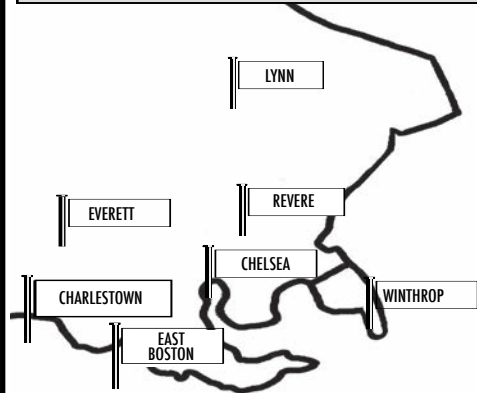 LYNN
REVERE
EVERETT
CHELSEA
WINTHROP
CHARLESTOWN
EAST
BOSTON